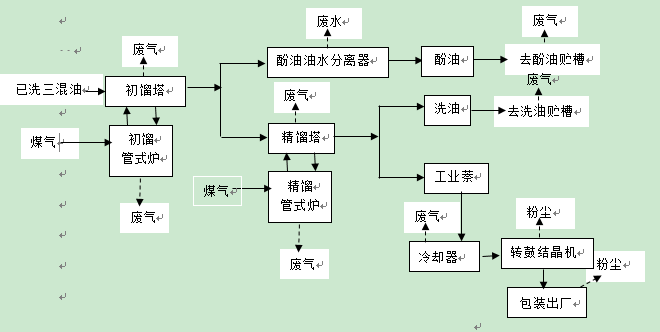 废水
废气
废气
酚油油水分离器
酚油
去酚油贮槽
已洗三混油
初馏塔
废气
废气
洗油
去洗油贮槽
精馏塔
煤气
初馏
管式炉
工业萘
煤气
精馏
管式炉
废气
废气
粉尘
冷却器
转鼓结晶机
废气
粉尘
包装出厂